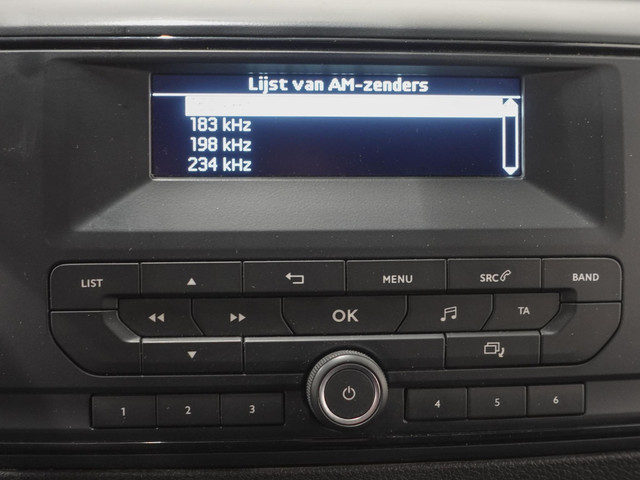 Lijst van AM-zenders
183 kHz
198 kHz
234 kHz
LIST
MENU
SRC
BAND
OK
TA
1
2
3
4
5
6